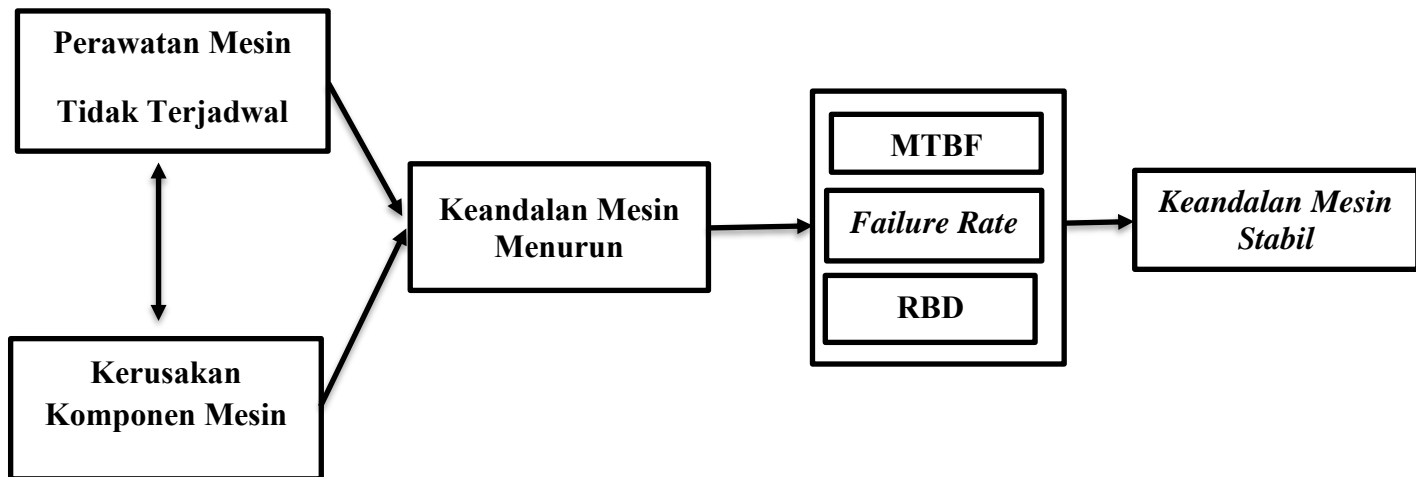 Perawatan Mesin
Tidak Terjadwal
Kerusakan
Komponen Mesin
Keandalan Mesin
Menurun
MTBF
Failure Rate
RBD
Keandalan Mesin
Stabil